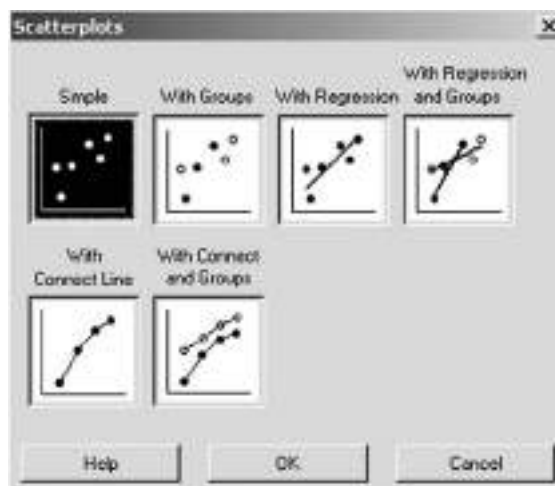 Scatterplots
Simple
With Groups
With Regression
With Regression
and Groups
With
Connect Line
With Connect
and Groups
Help
OK
Cancel